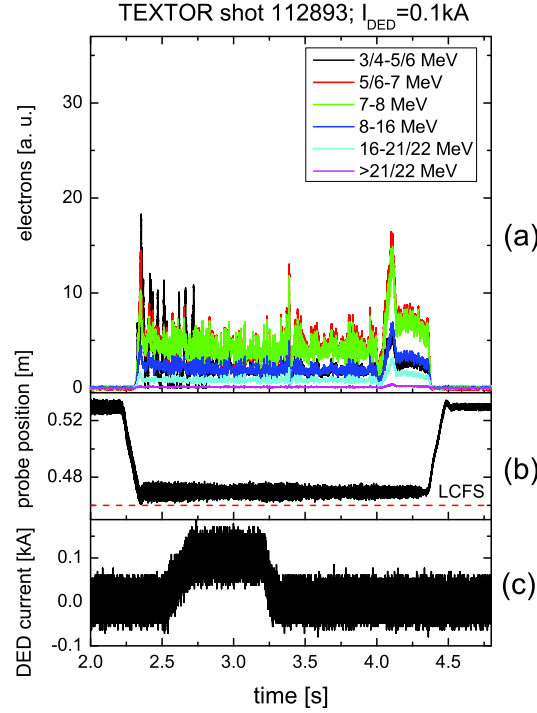 TEXTOR shot 112893; I_DED=0.1kA
electrons [a. u.]
30
20
10
0
3/4-5/6 MeV
5/6-7 MeV
7-8 MeV
8-16 MeV
16-21/22 MeV
>21/22 MeV
(a)
probe position [m]
0.52
0.48
LCFS
(b)
DED current [kA]
0.1
0.0
-0.1
(c)
2.0 2.5 3.0 3.5 4.0 4.5
time [s]